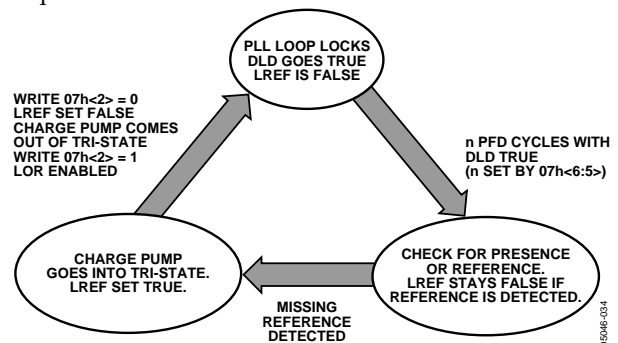 PLL LOOP LOCKS
DLD GOES TRUE
LREF IS FALSE
WRITE 07h<2> = 0
LREF SET FALSE
CHARGE PUMP COMES
OUT OF TRI-STATE
WRITE 07h<2> = 1
LOR ENABLED
n PFD CYCLES WITH
DLD TRUE
(n SET BY 07h<6:5>)
CHARGE PUMP
GOES INTO TRI-STATE.
LREF SET TRUE.
MISSING
REFERENCE
DETECTED
CHECK FOR PRESENCE
OR REFERENCE.
LREF STAYS FALSE IF
REFERENCE IS DETECTED.